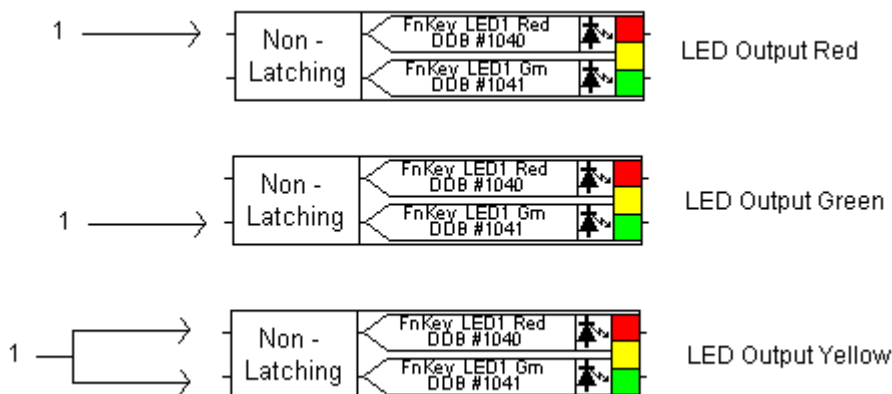 1
Non -
Latching
FnKey LED1 Red
DDB #1040
FnKey LED1 Grn
DDB #1041
LED Output Red
1
Non -
Latching
FnKey LED1 Red
DDB #1040
FnKey LED1 Grn
DDB #1041
LED Output Green
1
Non -
Latching
FnKey LED1 Red
DDB #1040
FnKey LED1 Grn
DDB #1041
LED Output Yellow